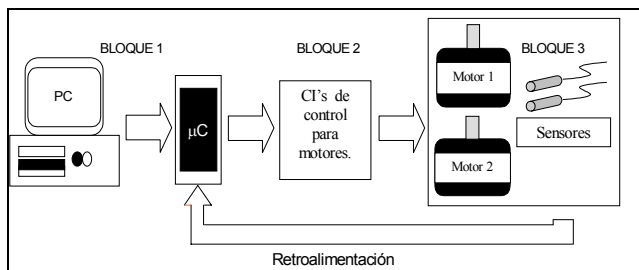 BLOQUE 1
BLOQUE 2
BLOQUE 3
PC
µC
CI's de
control
para
motores.
Motor 1
Sensores
Motor 2
Retroalimentación